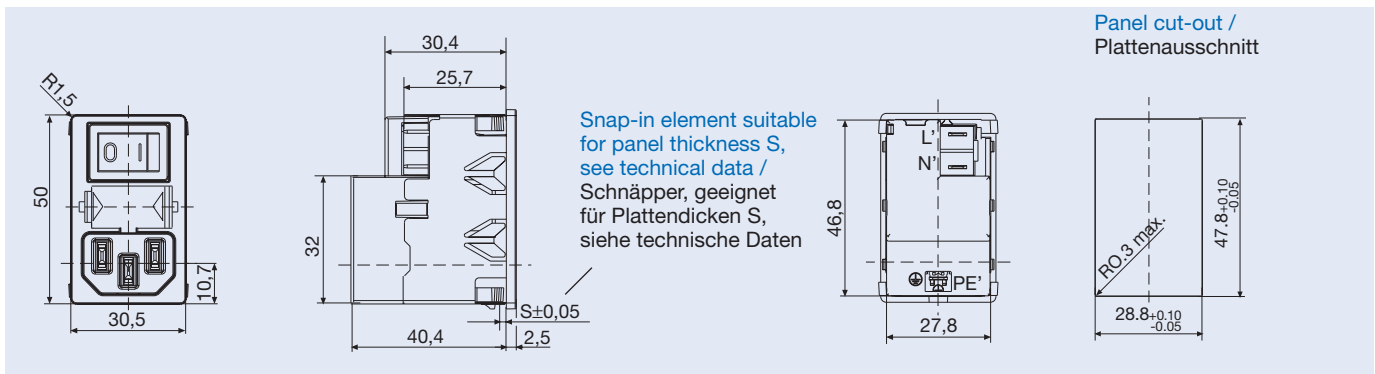 Panel cut-out /
Plattenausschnitt
R1,5
50
O I
10,7
30,5
30,4
25,7
32
40,4
S±0,05
2,5
Snap-in element suitable
for panel thickness S,
see technical data /
Schnäpper, geeignet
für Plattendicken S,
siehe technische Daten
L'
N'
46,8
PE'
27,8
RO.3 max.
47.8+0.10
-0.05
28.8+0.10
-0.05